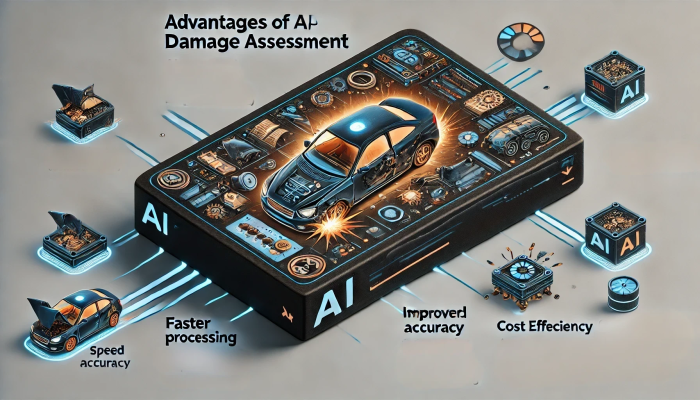 Advantages of AI-
Damage Assessment
AI
AI
AI
AI
AI
Speed
accuracy
Faster
processing
Improved
accuracy
Cost Effeciency